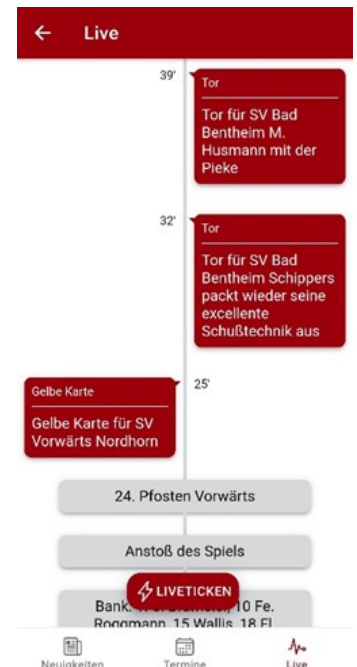 Live
39'
Tor
Tor für SV Bad
Bentheim M.
Husmann mit der
Pieke
32'
Tor
Tor für SV Bad
Bentheim Schippers
packt wieder seine
excellente
Schußtechnik aus
25'
Gelbe Karte
Gelbe Karte für SV
Vorwärts Nordhorn
24. Pfosten Vorwärts
Anstoß des Spiels
LIVETICKEN
Bank: 10 Fe.
Roggmann, 15 Wallis, 18 Fl.
Neuigkeiten
Termine
Live